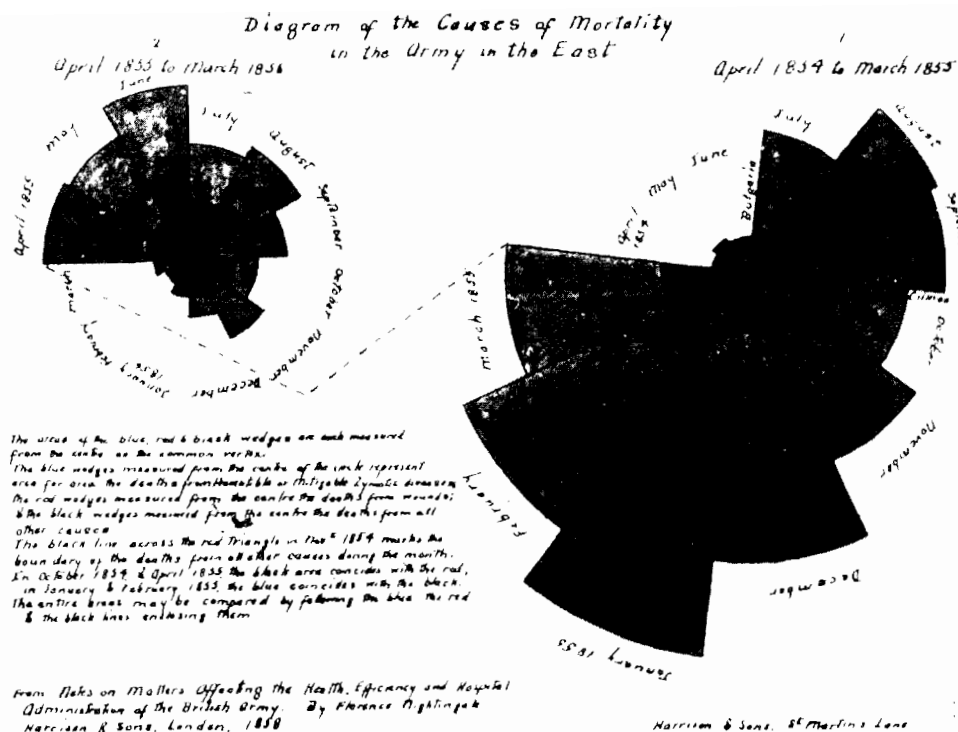 Diagram of the Causes of Mortality
in the Army in the East
2
April 1855 to March 1856
1
April 1854 to March 1855
June
July
August
September
October
November
December
January 1856
February
March
April 1855
May
April 1854
May
June
July
August
Bulgaria
Crimea
October
November
December
January 1855
February
March 1855
The areas of the blue, red & black wedges are each measured
from the centre as the common vertex.
The blue wedges measured from the centre of the circle represent
area for area the deaths from Preventible or Mitigable Zymotic diseases,
the red wedges measured from the centre the deaths from wounds;
& the black wedges measured from the centre the deaths from all
other causes
The black line across the red triangle in Nov.r 1854 marks the
boundary of the deaths from all other causes during the month.
In October 1854, & April 1855, the black area coincides with the red,
in January & February 1855, the blue coincides with the black.
The entire areas may be compared by following the blue, the red
& the black lines enclosing them
From Notes on Matters Affecting the Health, Efficiency and Hospital
Administration of the British Army. By Florence Nightingale
Harrison & Sons, London, 1858
Harrison & Sons, St Martins Lane